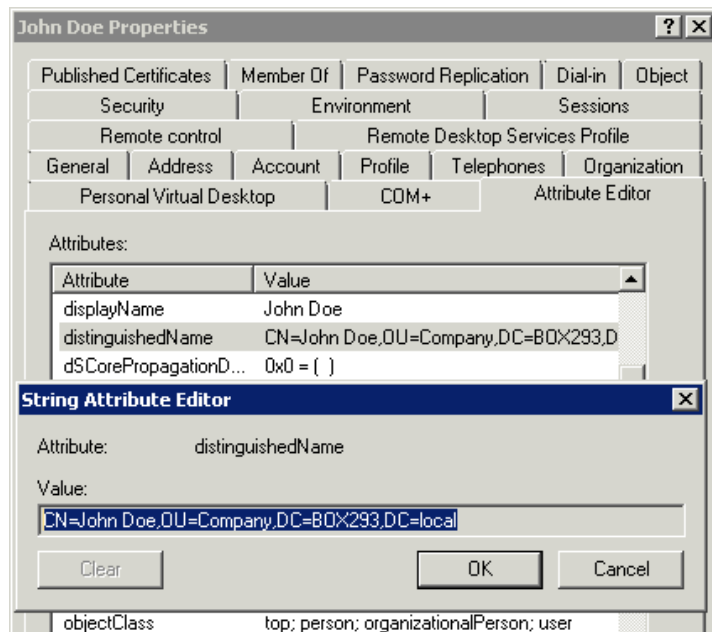 John Doe Properties
Published Certificates Member Of Password Replication Dial-in Object
Security Environment Sessions
Remote control Remote Desktop Services Profile
General Address Account Profile Telephones Organization
Personal Virtual Desktop COM+ Attribute Editor
Attributes:
Attribute Value
displayName John Doe
distinguishedName CN=John Doe,OU=Company,DC=BOX293,D
dSCorePropagationD... 0x0 = ( )
String Attribute Editor
Attribute: distinguishedName
Value:
CN=John Doe,OU=Company,DC=BOX293,DC=local
Clear OK Cancel
objectClass top; person; organizationalPerson; user